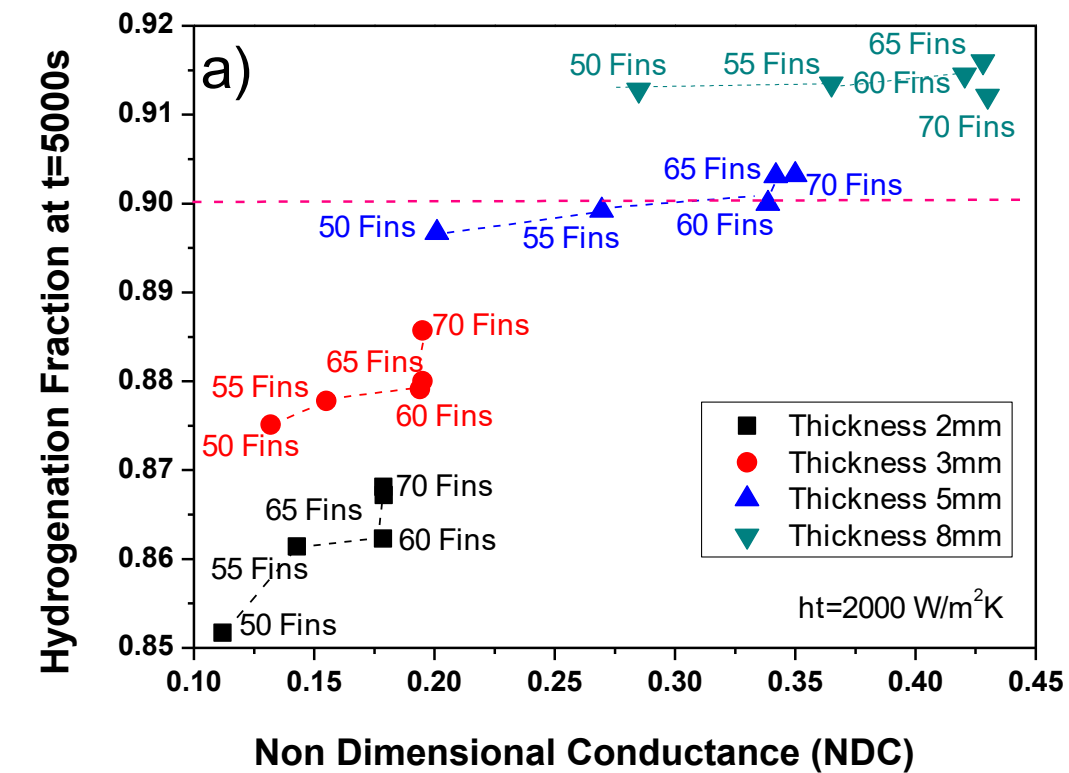 0.92
a)
65 Fins
50 Fins
55 Fins
60 Fins
0.91
70 Fins
65 Fins
70 Fins
0.90
50 Fins
55 Fins
60 Fins
0.89
70 Fins
65 Fins
0.88
55 Fins
60 Fins
50 Fins
0.87
70 Fins
65 Fins
60 Fins
0.86
55 Fins
50 Fins
0.85
Hydrogenation Fraction at t=5000s
Thickness 2mm
Thickness 3mm
Thickness 5mm
Thickness 8mm
ht=2000 W/m²K
0.10 0.15 0.20 0.25 0.30 0.35 0.40 0.45
Non Dimensional Conductance (NDC)